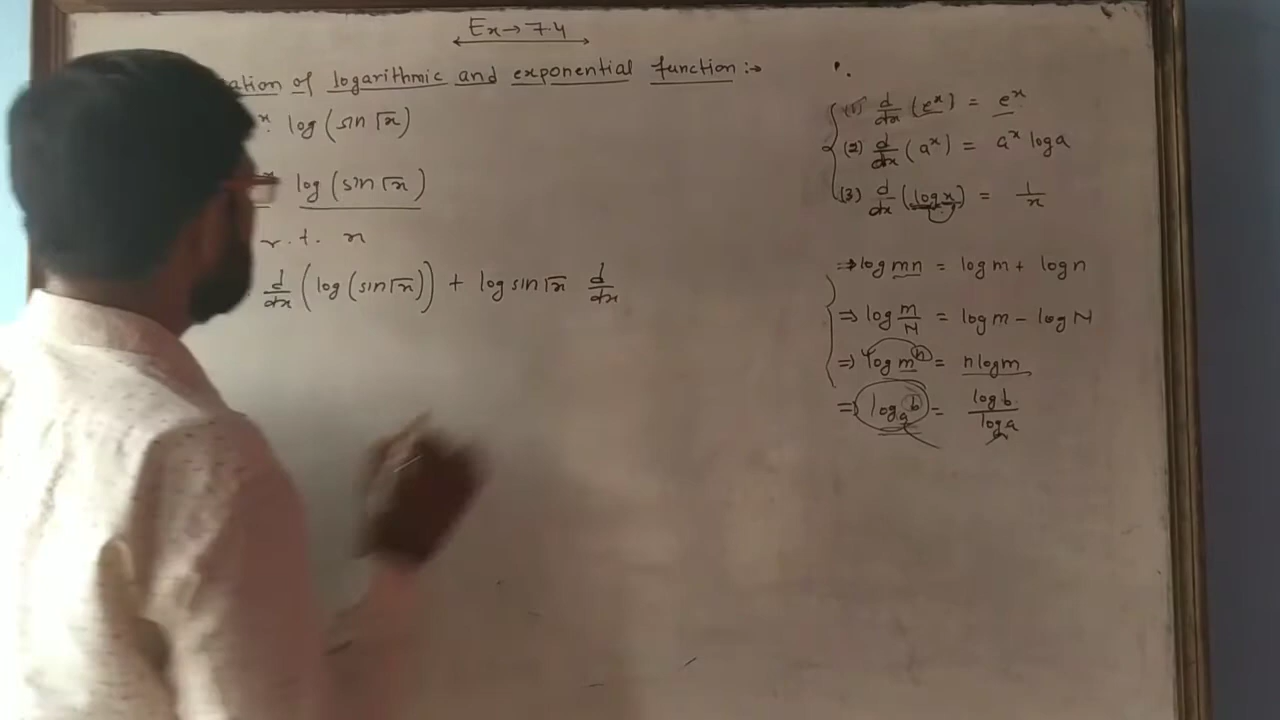 Ex → 7.4
ation of logarithmic and exponential function :→
x. log(sin√x)
x log(sin√x)
r. t. x
d/dx (log(sin√x)) + log sin√x d/dx
(1) d/dx (e^x) = e^x
(2) d/dx (a^x) = a^x log a
(3) d/dx (log x) = 1/x
⇒ log mn = log m + log n
⇒ log m/N = log m − log N
⇒ log m^n = n log m
⇒ log_a b = log b / log a